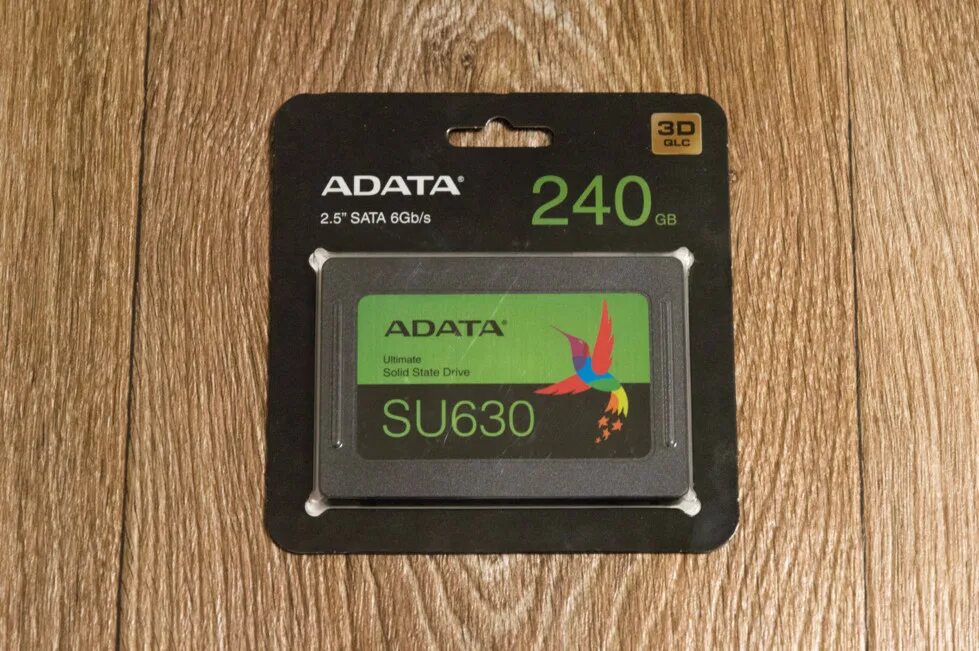 3D
QLC
ADATA®
240 GB
2.5” SATA 6Gb/s
ADATA®
Ultimate
Solid State Drive
SU630